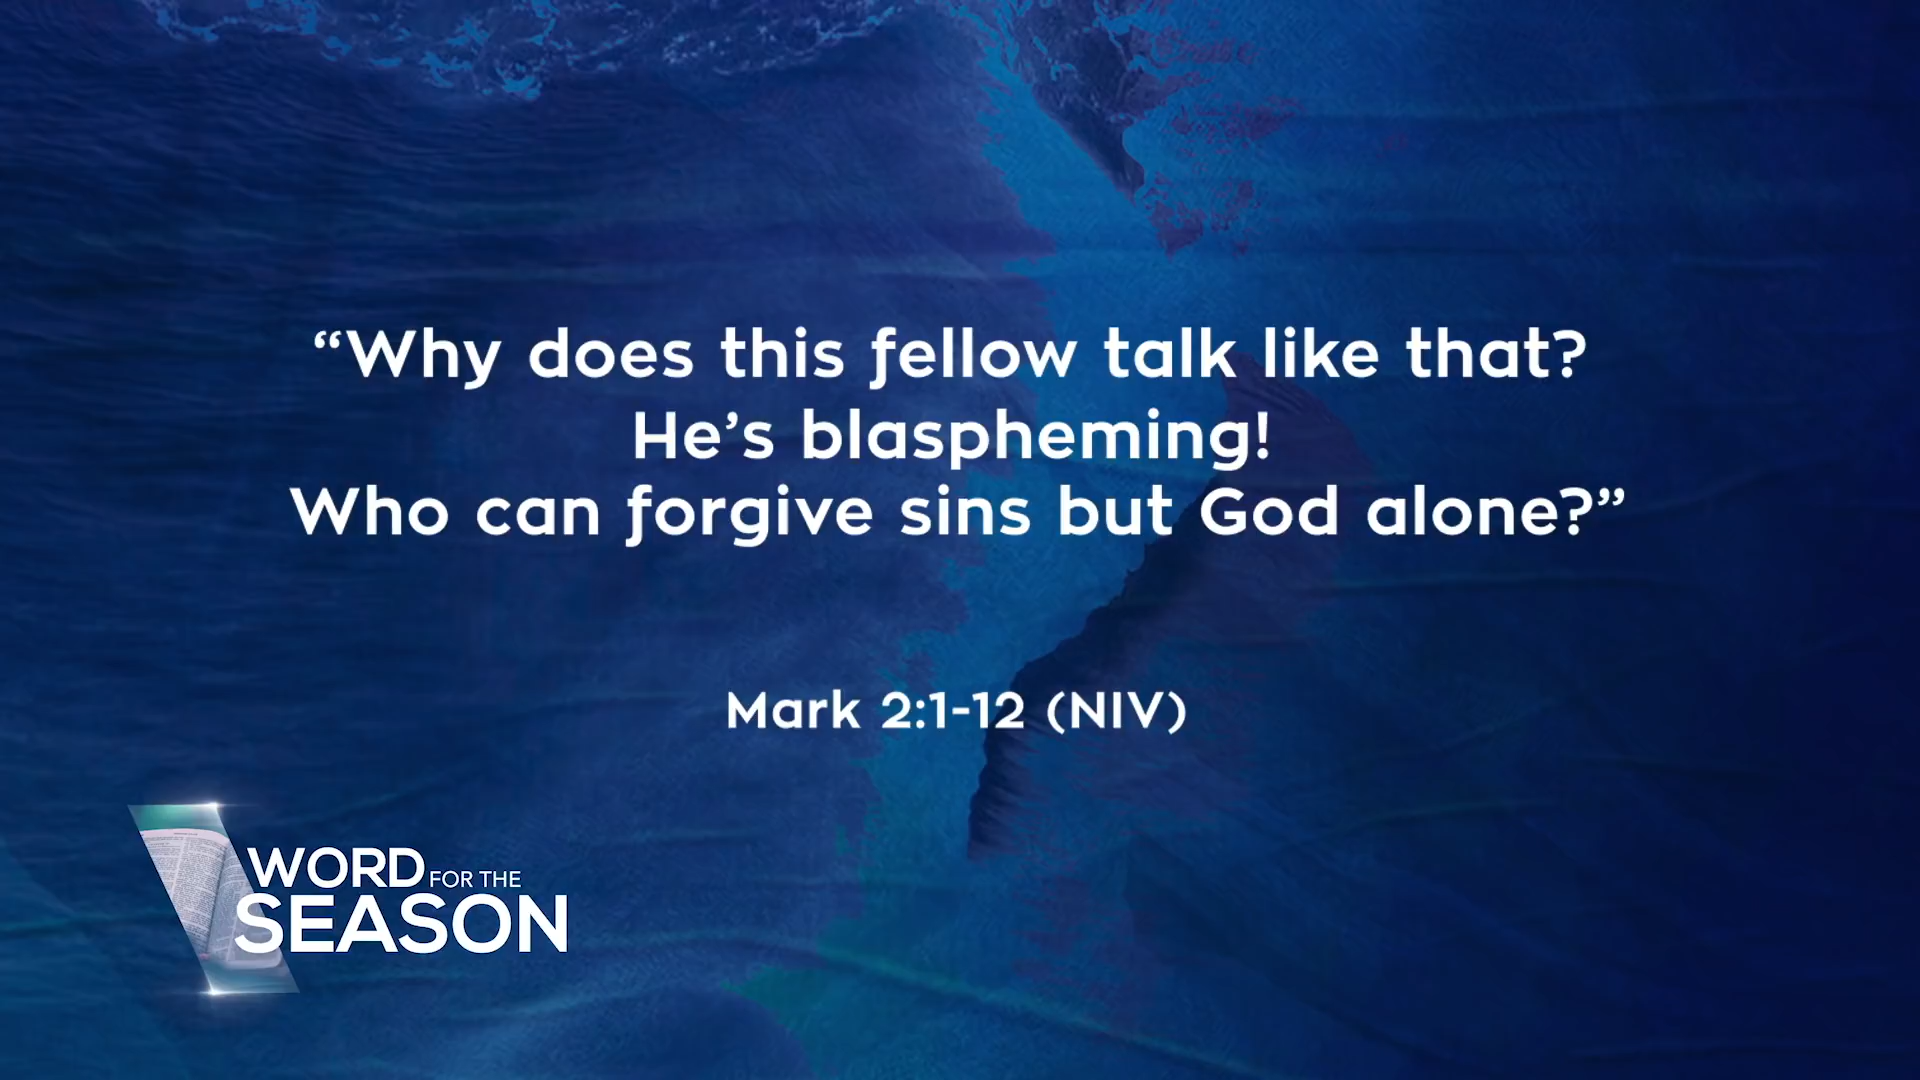 “Why does this fellow talk like that?
He’s blaspheming!
Who can forgive sins but God alone?”
Mark 2:1-12 (NIV)
WORD FOR THE
SEASON